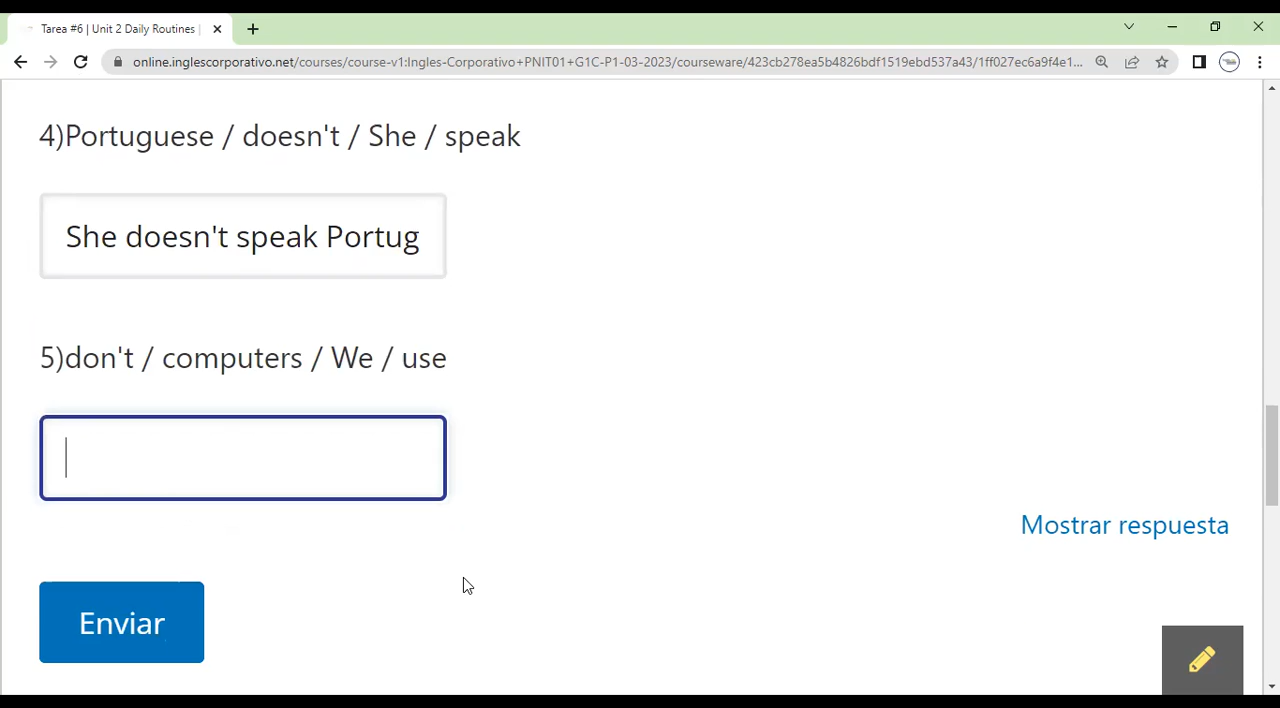 Tarea #6 | Unit 2 Daily Routines |
online.inglescorporativo.net/courses/course-v1:Ingles-Corporativo+PNIT01+G1C-P1-03-2023/courseware/423cb278ea5b4826bdf1519ebd537a43/1ff027ec6a9f4e1...
4)Portuguese / doesn't / She / speak
She doesn't speak Portug
5)don't / computers / We / use
Mostrar respuesta
Enviar